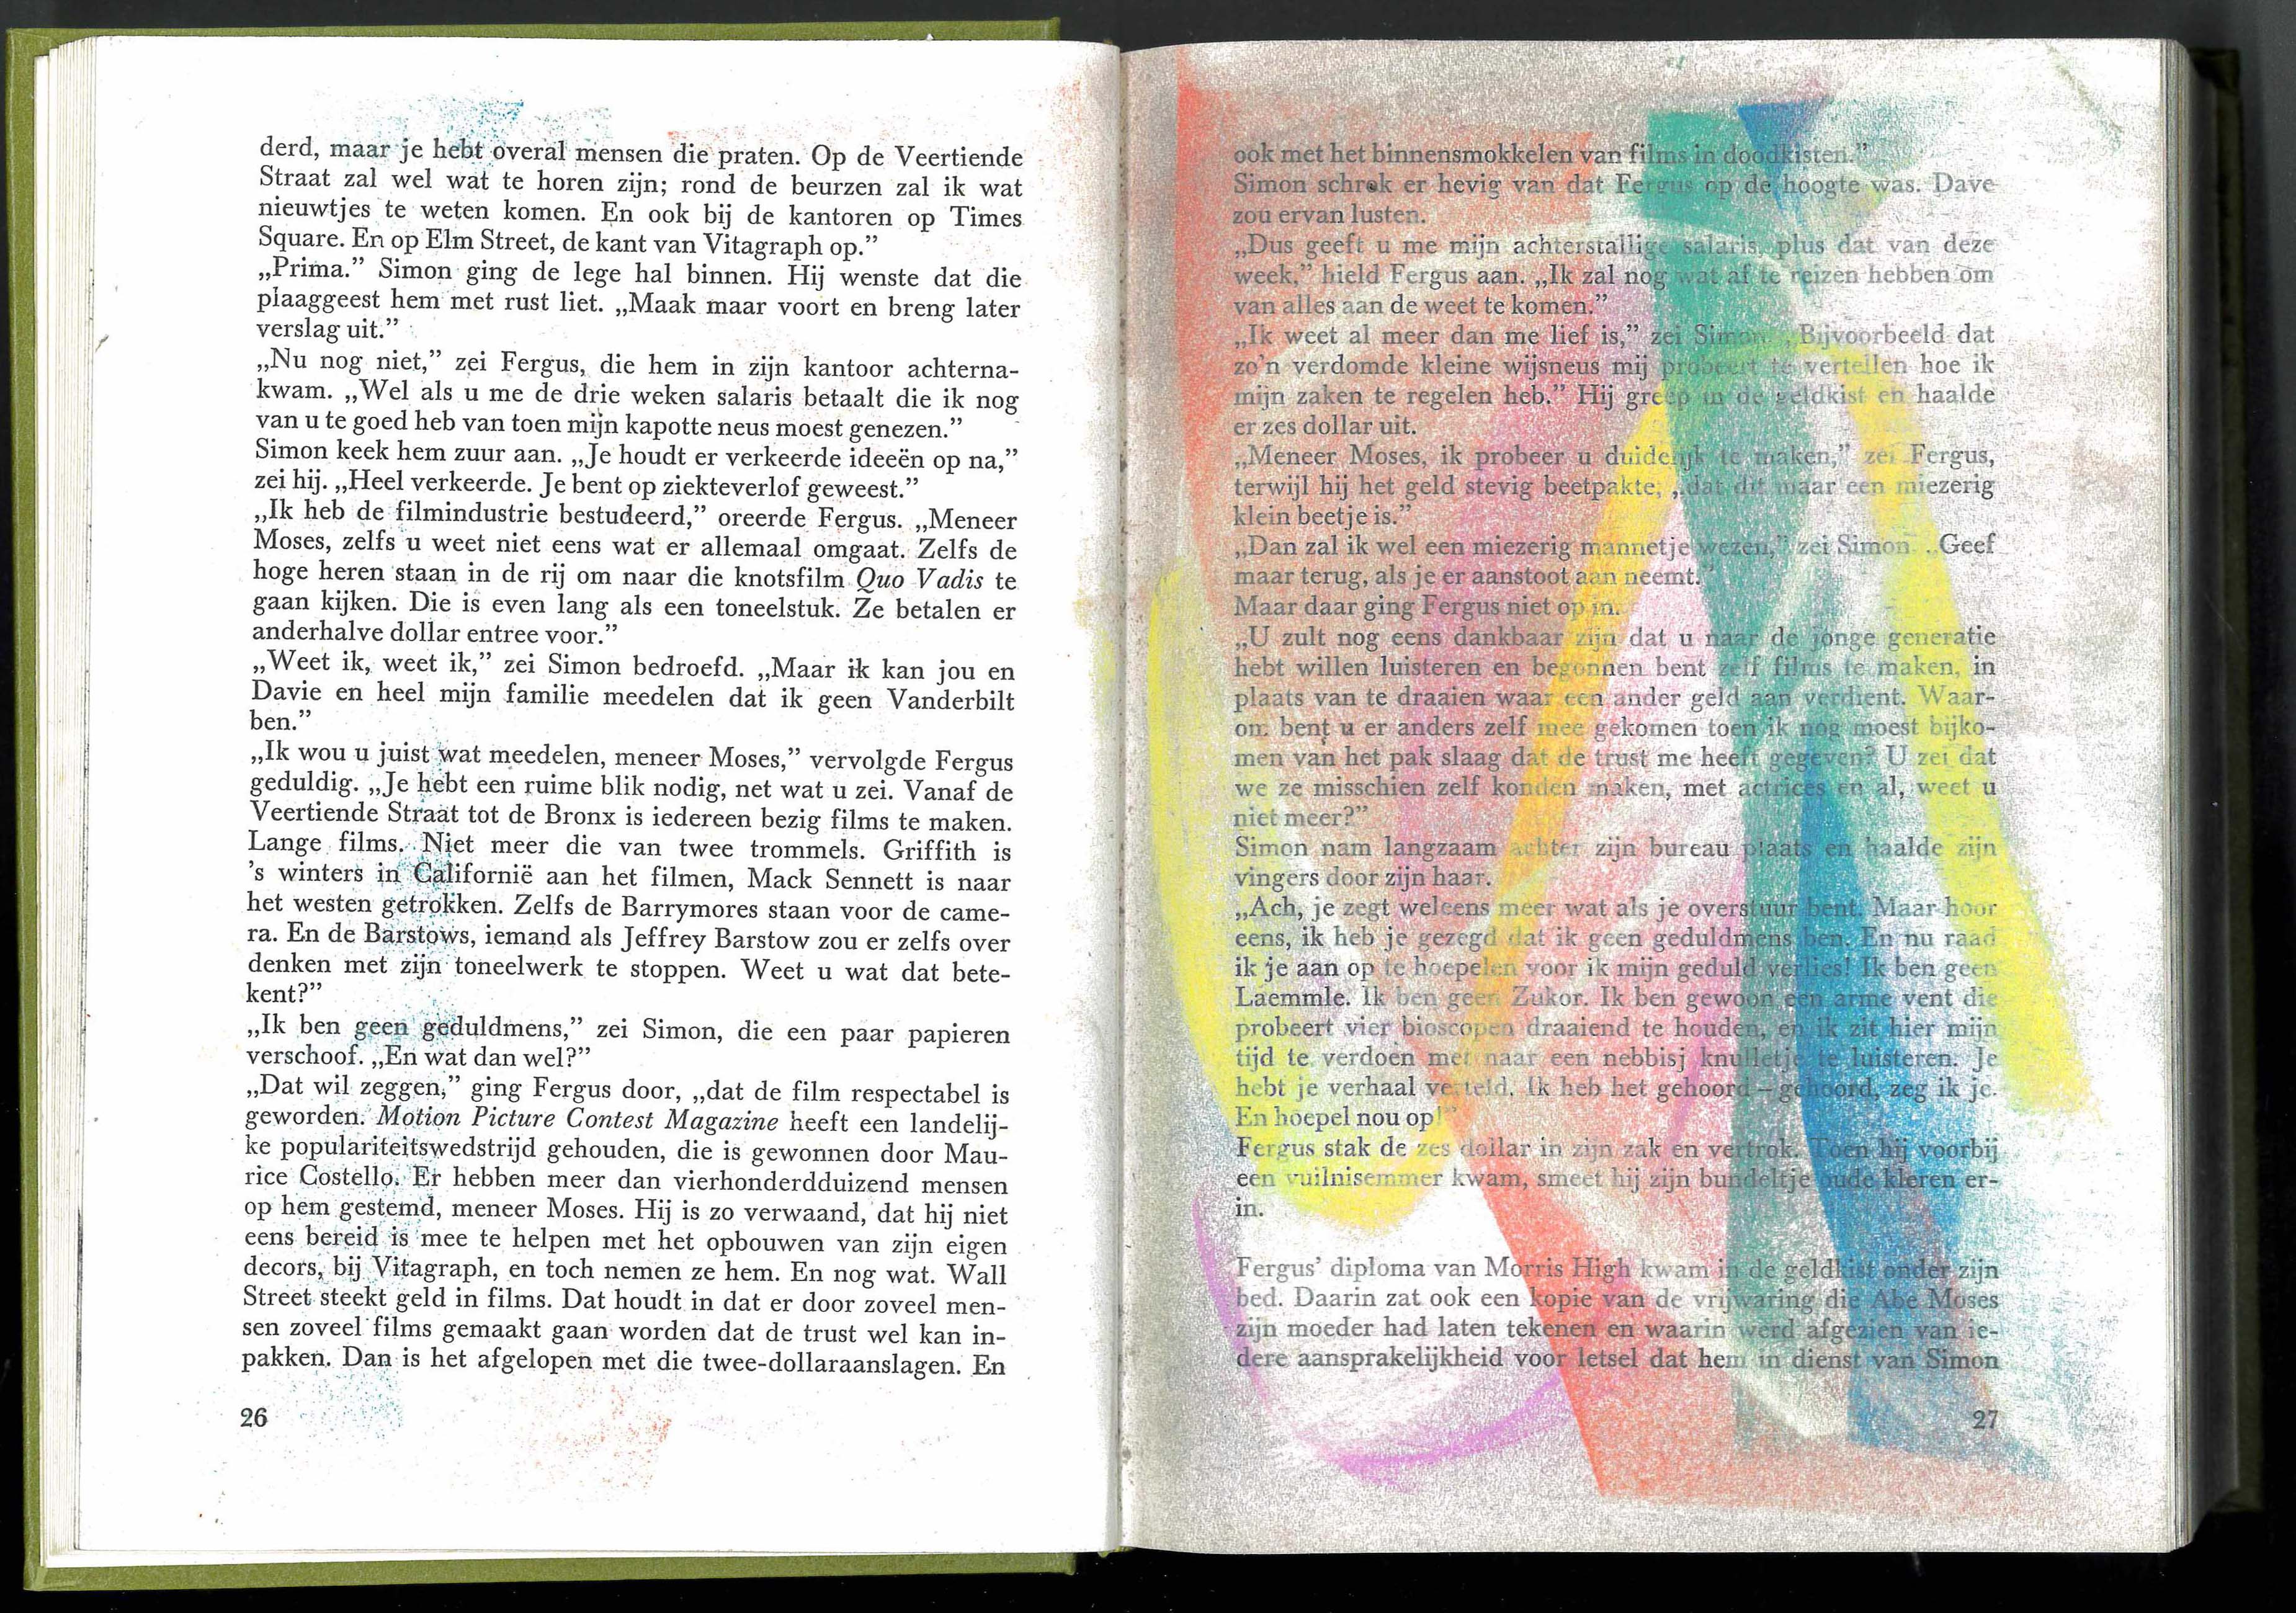 derd, maar je hebt overal mensen die praten. Op de Veertiende
Straat zal wel wat te horen zijn; rond de beurzen zal ik wat
nieuwtjes te weten komen. En ook bij de kantoren op Times
Square. En op Elm Street, de kant van Vitagraph op.”
„Prima.” Simon ging de lege hal binnen. Hij wenste dat die
plaaggeest hem met rust liet. „Maak maar voort en breng later
verslag uit.”
„Nu nog niet,” zei Fergus, die hem in zijn kantoor achterna-
kwam. „Wel als u me de drie weken salaris betaalt die ik nog
van u te goed heb van toen mijn kapotte neus moest genezen.”
Simon keek hem zuur aan. „Je houdt er verkeerde ideeën op na,”
zei hij. „Heel verkeerde. Je bent op ziekteverlof geweest.”
„Ik heb de filmindustrie bestudeerd,” oreerde Fergus. „Meneer
Moses, zelfs u weet niet eens wat er allemaal omgaat. Zelfs de
hoge heren staan in de rij om naar die knotsfilm Quo Vadis te
gaan kijken. Die is even lang als een toneelstuk. Ze betalen er
anderhalve dollar entree voor.”
„Weet ik, weet ik,” zei Simon bedroefd. „Maar ik kan jou en
Davie en heel mijn familie meedelen dat ik geen Vanderbilt
ben.”
„Ik wou u juist wat meedelen, meneer Moses,” vervolgde Fergus
geduldig. „Je hebt een ruime blik nodig, net wat u zei. Vanaf de
Veertiende Straat tot de Bronx is iedereen bezig films te maken.
Lange films. Niet meer die van twee trommels. Griffith is
’s winters in Californië aan het filmen, Mack Sennett is naar
het westen getrokken. Zelfs de Barrymores staan voor de came-
ra. En de Barstows, iemand als Jeffrey Barstow zou er zelfs over
denken met zijn toneelwerk te stoppen. Weet u wat dat bete-
kent?”
„Ik ben geen geduldmens,” zei Simon, die een paar papieren
verschoof. „En wat dan wel?”
„Dat wil zeggen,” ging Fergus door, „dat de film respectabel is
geworden. Motion Picture Contest Magazine heeft een landelij-
ke populariteitswedstrijd gehouden, die is gewonnen door Mau-
rice Costello. Er hebben meer dan vierhonderdduizend mensen
op hem gestemd, meneer Moses. Hij is zo verwaand, dat hij niet
eens bereid is mee te helpen met het opbouwen van zijn eigen
decors, bij Vitagraph, en toch nemen ze hem. En nog wat. Wall
Street steekt geld in films. Dat houdt in dat er door zoveel men-
sen zoveel films gemaakt gaan worden dat de trust wel kan in-
pakken. Dan is het afgelopen met die twee-dollaraanslagen. En
26
ook met het binnensmokkelen van films in doodkisten.”
Simon schrok er hevig van dat Fergus op de hoogte was. Dave
zou ervan lusten.
„Dus geeft u me mijn achterstallige salaris, plus dat van deze
week,” hield Fergus aan. „Ik zal nog wat af te reizen hebben om
van alles aan de weet te komen.”
„Ik weet al meer dan me lief is,” zei Simon. „Bijvoorbeeld dat
zo’n verdomde kleine wijsneus mij probeert te vertellen hoe ik
mijn zaken te regelen heb.” Hij greep in de geldkist en haalde
er zes dollar uit.
„Meneer Moses, ik probeer u duidelijk te maken,” zei Fergus,
terwijl hij het geld stevig beetpakte, „dat dit maar een miezerig
klein beetje is.”
„Dan zal ik wel een miezerig mannetje wezen,” zei Simon. „Geef
maar terug, als je er aanstoot aan neemt.”
Maar daar ging Fergus niet op in.
„U zult nog eens dankbaar zijn dat u naar de jonge generatie
hebt willen luisteren en begonnen bent zelf films te maken, in
plaats van te draaien waar een ander geld aan verdient. Waar-
om bent u er anders zelf mee gekomen toen ik nog moest bijko-
men van het pak slaag dat de trust me heeft gegeven? U zei dat
we ze misschien zelf konden maken, met actrices en al, weet u
niet meer?”
Simon nam langzaam achter zijn bureau plaats en haalde zijn
vingers door zijn haar.
„Ach, je zegt weleens meer wat als je overstuur bent. Maar hoor
eens, ik heb je gezegd dat ik geen geduldmens ben. En nu raad
ik je aan op te hoepelen voor ik mijn geduld verlies! Ik ben geen
Laemmle. Ik ben geen Zukor. Ik ben gewoon een arme vent die
probeert vier bioscopen draaiend te houden, en ik zit hier mijn
tijd te verdoen met naar een nebbisj knulletje te luisteren. Je
hebt je verhaal verteld. Ik heb het gehoord – gehoord, zeg ik je.
En hoepel nou op!”
Fergus stak de zes dollar in zijn zak en vertrok. Toen hij voorbij
een vuilnisemmer kwam, smeet hij zijn bundeltje oude kleren er-
in.
Fergus’ diploma van Morris High kwam in de geldkist onder zijn
bed. Daarin zat ook een kopie van de vrijwaring die Abe Moses
zijn moeder had laten tekenen en waarin werd afgezien van ie-
dere aansprakelijkheid voor letsel dat hem in dienst van Simon
27